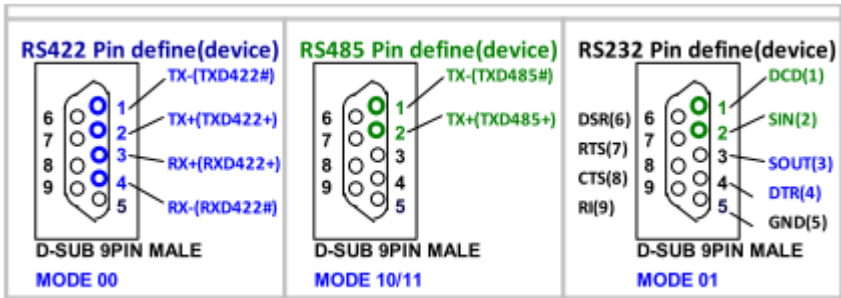 RS422 Pin define(device)
TX-(TXD422#)
TX+(TXD422+)
RX+(RXD422+)
RX-(RXD422#)
6
7
8
9
1
2
3
4
5
D-SUB 9PIN MALE
MODE 00
RS485 Pin define(device)
TX-(TXD485#)
TX+(TXD485+)
6
7
8
9
1
2
3
4
5
D-SUB 9PIN MALE
MODE 10/11
RS232 Pin define(device)
DSR(6)
RTS(7)
CTS(8)
RI(9)
6
7
8
9
1
2
3
4
5
DCD(1)
SIN(2)
SOUT(3)
DTR(4)
GND(5)
D-SUB 9PIN MALE
MODE 01